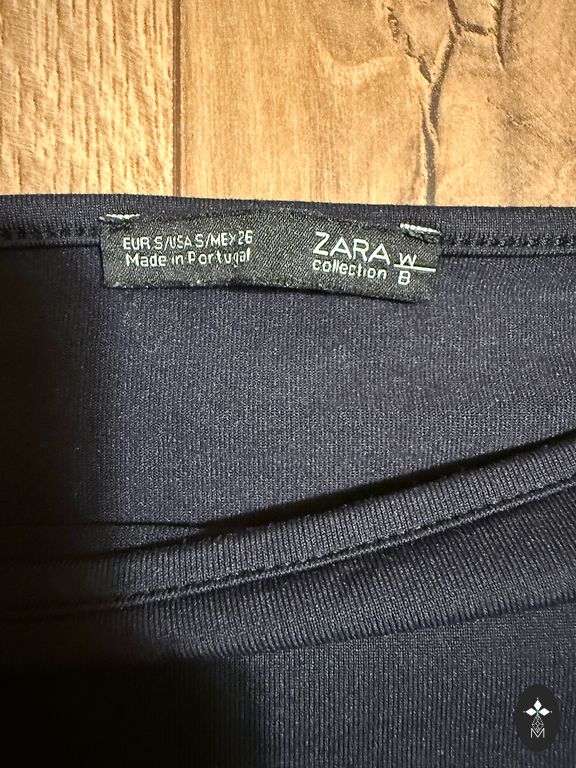 EUR S/USA S/MEX 26
Made in Portugal
ZARA W
collection B
M